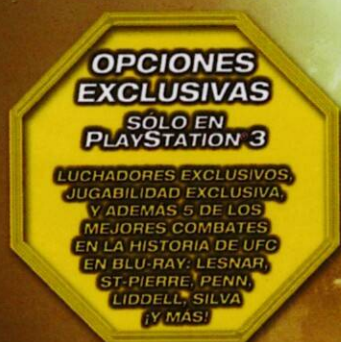 OPCIONES
EXCLUSIVAS
SÓLO EN
PLAYSTATION®3
LUCHADORES EXCLUSIVOS,
JUGABILIDAD EXCLUSIVA,
Y ADEMÁS 5 DE LOS
MEJORES COMBATES
EN LA HISTORIA DE UFC
EN BLU-RAY: LESNAR,
ST-PIERRE, PENN,
LIDDELL, SILVA
¡Y MÁS!